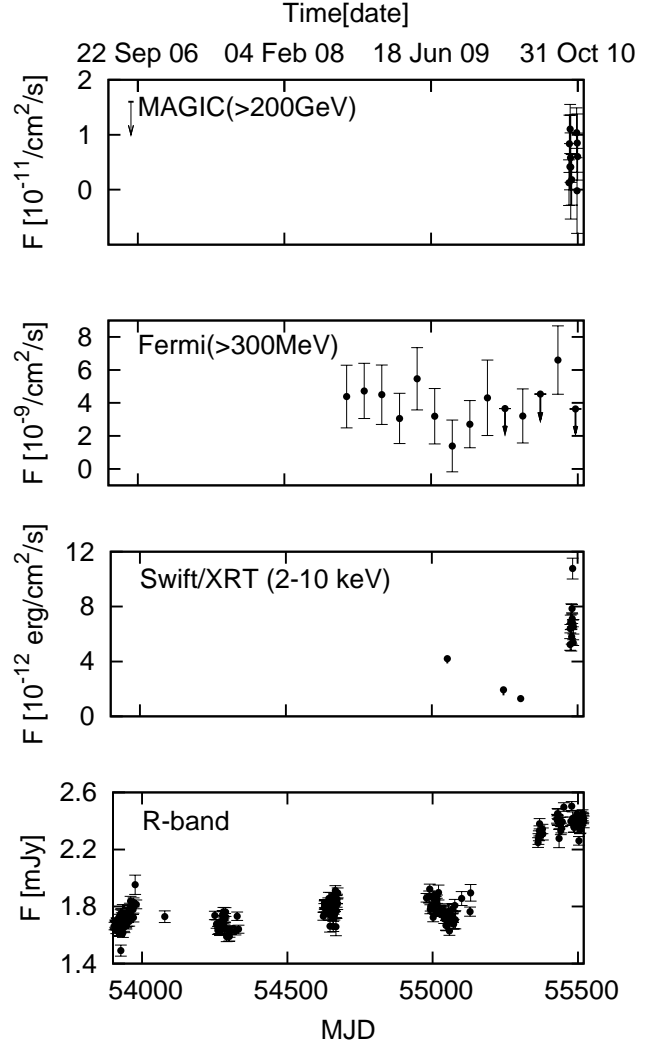 Time[date]
22 Sep 06 04 Feb 08 18 Jun 09 31 Oct 10
MAGIC(>200GeV)
F [10^-11/cm^2/s]
2
1
0
Fermi(>300MeV)
F [10^-9/cm^2/s]
8
6
4
2
0
Swift/XRT (2-10 keV)
F [10^-12 erg/cm^2/s]
12
8
4
0
R-band
F [mJy]
2.6
2.2
1.8
1.4
54000 54500 55000 55500
MJD